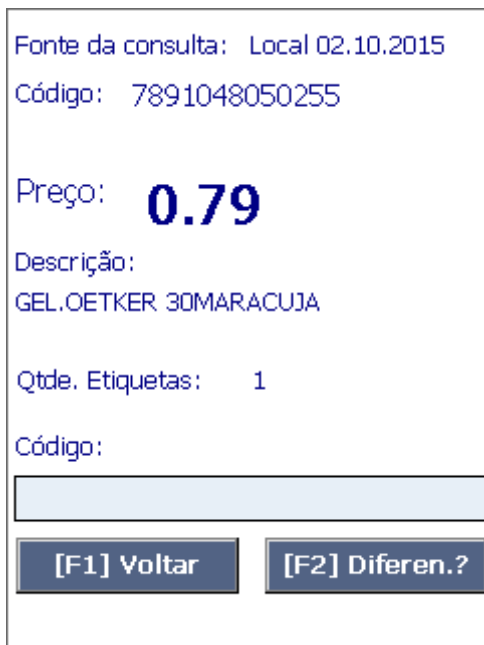 Fonte da consulta: Local 02.10.2015
Código: 7891048050255
Preço: 0.79
Descrição:
GEL.OETKER 30MARACUJA
Qtde. Etiquetas: 1
Código:
[F1] Voltar [F2] Diferen.?